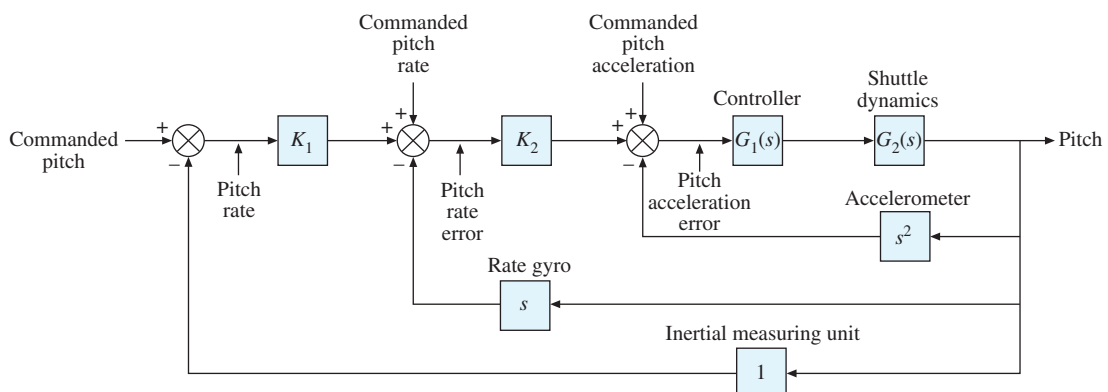 Commanded
pitch
rate
Commanded
pitch
acceleration
Controller
Shuttle
dynamics
Commanded
pitch
+
−
K₁
+
+
−
K₂
+
+
−
G₁(s)
G₂(s)
Pitch
Pitch
rate
Pitch
rate
error
Pitch
acceleration
error
Accelerometer
s²
Rate gyro
s
Inertial measuring unit
1